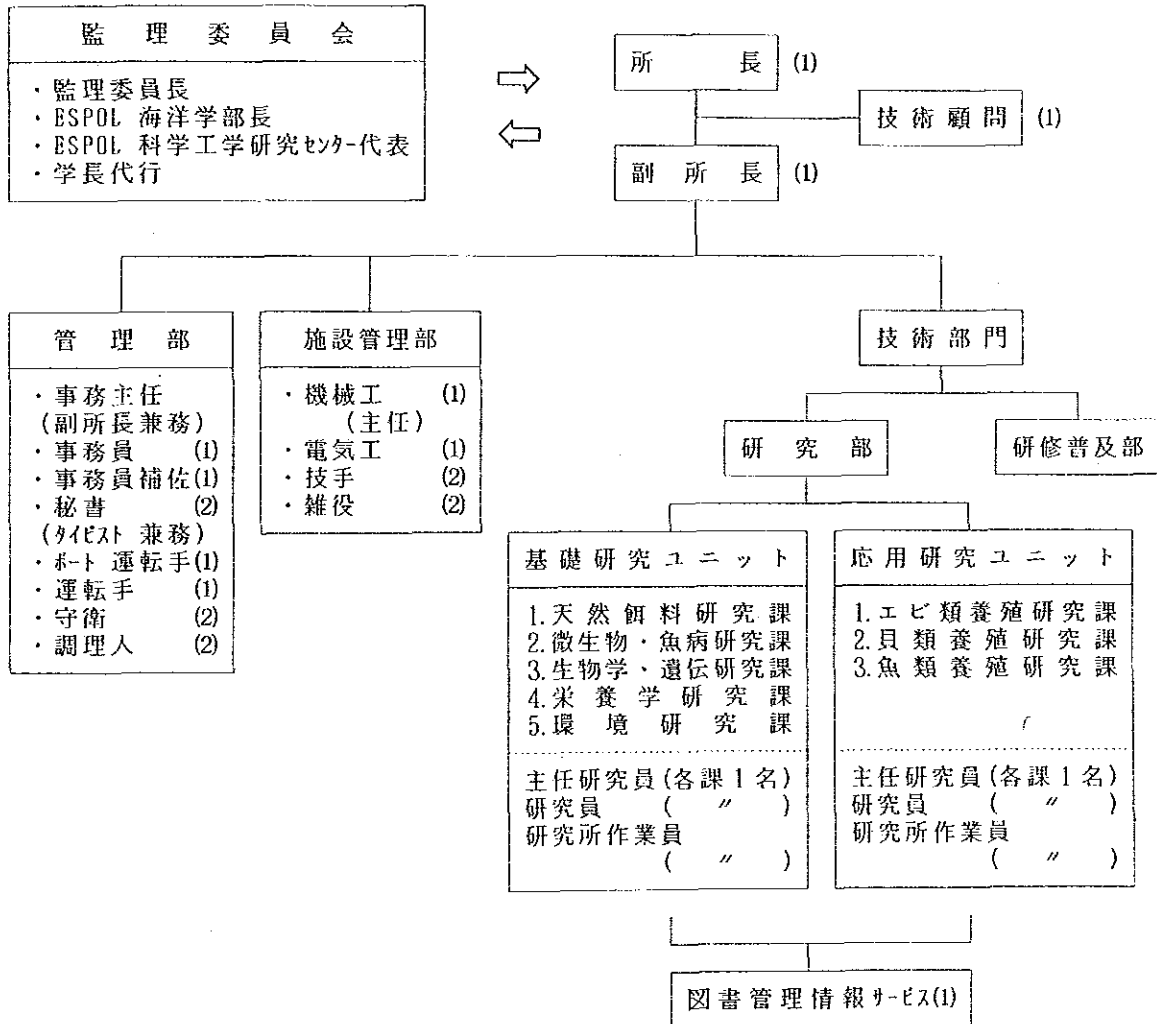 監理委員会
・監理委員長
・ESPOL 海洋学部長
・ESPOL 科学工学研究センター代表
・学長代行
所長 (1)
技術顧問 (1)
副所長 (1)
管理部
・事務主任
(副所長兼務)
・事務員 (1)
・事務員補佐(1)
・秘書 (2)
(タイピスト 兼務)
・ボート 運転手(1)
・運転手 (1)
・守衛 (2)
・調理人 (2)
施設管理部
・機械工 (1)
(主任)
・電気工 (1)
・技手 (2)
・雑役 (2)
技術部門
研究部
研修普及部
基礎研究ユニット
1.天然餌料研究課
2.微生物・魚病研究課
3.生物学・遺伝研究課
4.栄養学研究課
5.環境研究課
主任研究員(各課1名)
研究員 ( 〃 )
研究所作業員
( 〃 )
応用研究ユニット
1.エビ類養殖研究課
2.貝類養殖研究課
3.魚類養殖研究課
主任研究員(各課1名)
研究員 ( 〃 )
研究所作業員
( 〃 )
図書管理情報サービス(1)